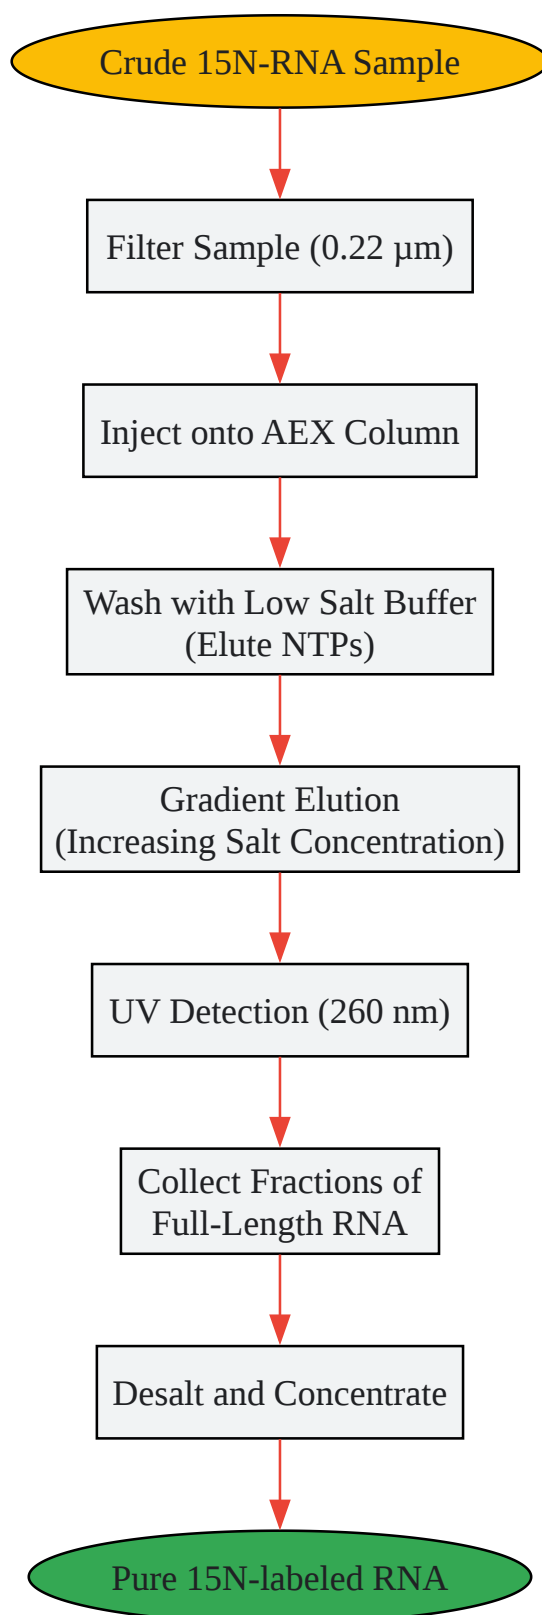 Crude 15N-RNA Sample
Filter Sample (0.22 µm)
Inject onto AEX Column
Wash with Low Salt Buffer
(Elute NTPs)
Gradient Elution
(Increasing Salt Concentration)
UV Detection (260 nm)
Collect Fractions of
Full-Length RNA
Desalt and Concentrate
Pure 15N-labeled RNA